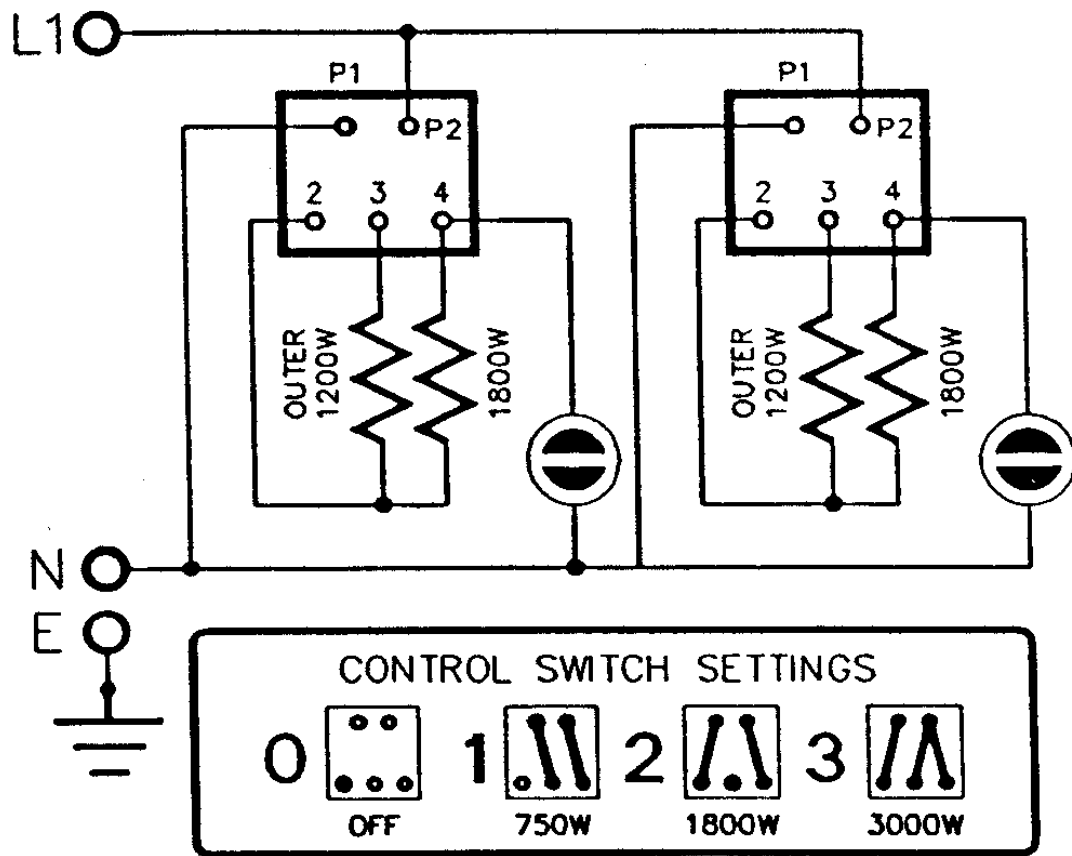 L1
P1 P1
P2 P2
2 3 4 2 3 4
OUTER
1200W
1800W
OUTER
1200W
1800W
N
E
CONTROL SWITCH SETTINGS
0 1 2 3
OFF 750W 1800W 3000W